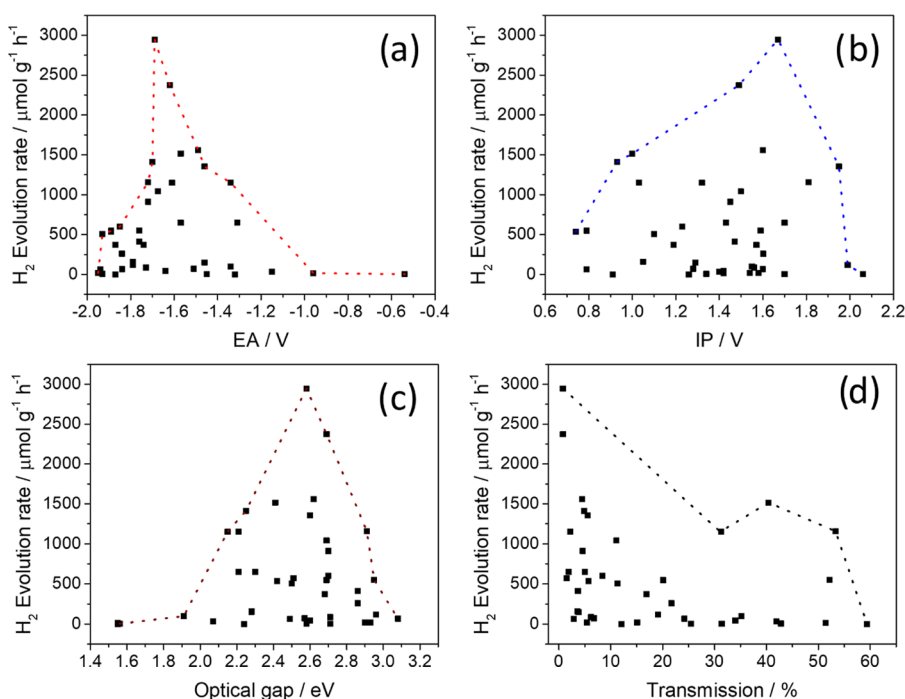 (a)
H2 Evolution rate / μmol g-1 h-1
3000
2500
2000
1500
1000
500
0
-2.0 -1.8 -1.6 -1.4 -1.2 -1.0 -0.8 -0.6 -0.4
EA / V
(b)
H2 Evolution rate / μmol g-1 h-1
3000
2500
2000
1500
1000
500
0
0.6 0.8 1.0 1.2 1.4 1.6 1.8 2.0 2.2
IP / V
(c)
H2 Evolution rate / μmol g-1 h-1
3000
2500
2000
1500
1000
500
0
1.4 1.6 1.8 2.0 2.2 2.4 2.6 2.8 3.0 3.2
Optical gap / eV
(d)
H2 Evolution rate / μmol g-1 h-1
3000
2500
2000
1500
1000
500
0
0 10 20 30 40 50 60
Transmission / %